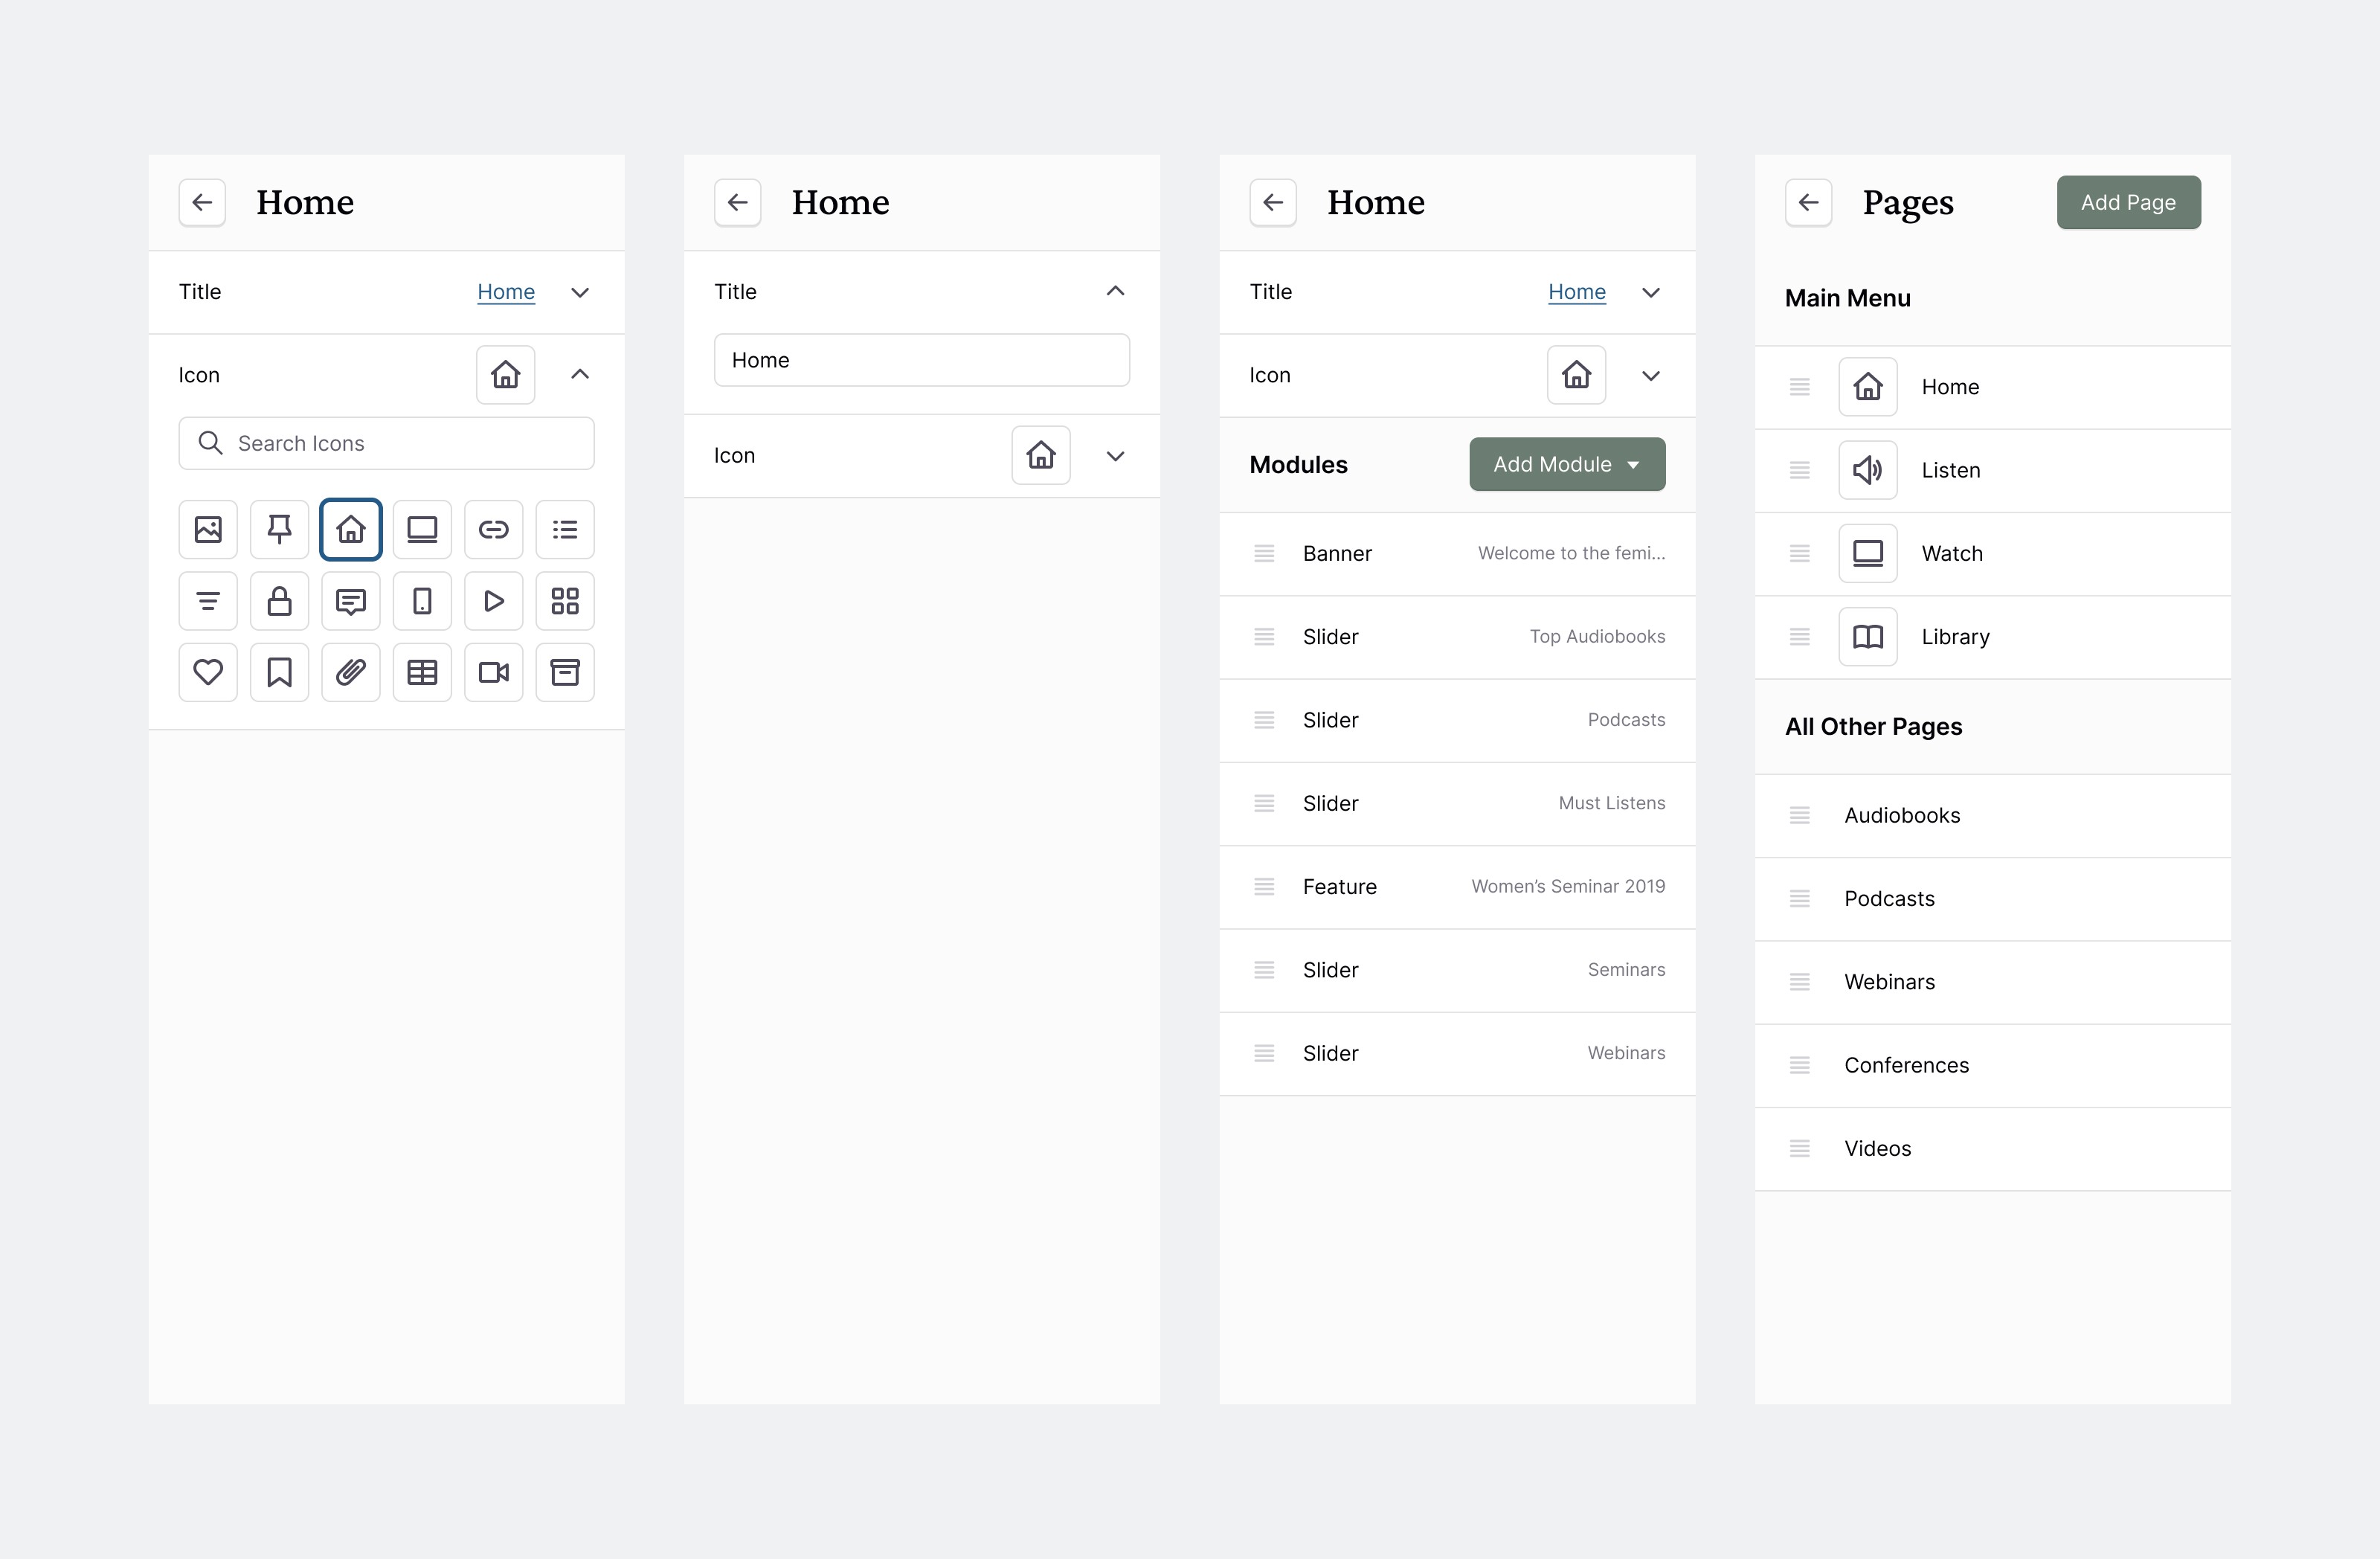 Home
Title
Home
Icon
Search Icons
Home
Title
Home
Icon
Home
Title
Home
Icon
Modules
Add Module
Banner
Welcome to the femi...
Slider
Top Audiobooks
Slider
Podcasts
Slider
Must Listens
Feature
Women’s Seminar 2019
Slider
Seminars
Slider
Webinars
Pages
Add Page
Main Menu
Home
Listen
Watch
Library
All Other Pages
Audiobooks
Podcasts
Webinars
Conferences
Videos